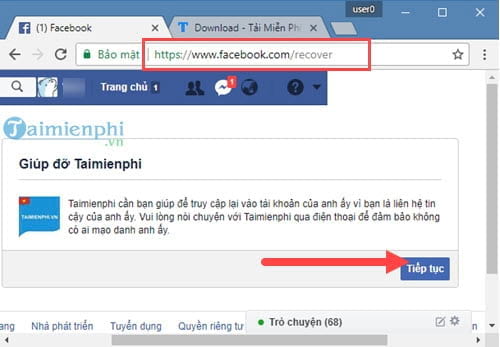 user0
(1) Facebook
Download - Tải Miễn Ph
Bảo mật
https://www.facebook.com/recover
Trang chủ 1
1
?
Taimienphi
.vn
Giúp đỡ Taimienphi
TAIMIENPHI.VN
Taimienphi cần bạn giúp để truy cập lại vào tài khoản của anh ấy vì bạn là liên hệ tin
cậy của anh ấy. Vui lòng nói chuyện với Taimienphi qua điện thoại để đảm bảo không
có ai mạo danh anh ấy.
Tiếp tục
ang Nhà phát triển Tuyển dụng Quyền riêng tư
Trò chuyện (68)